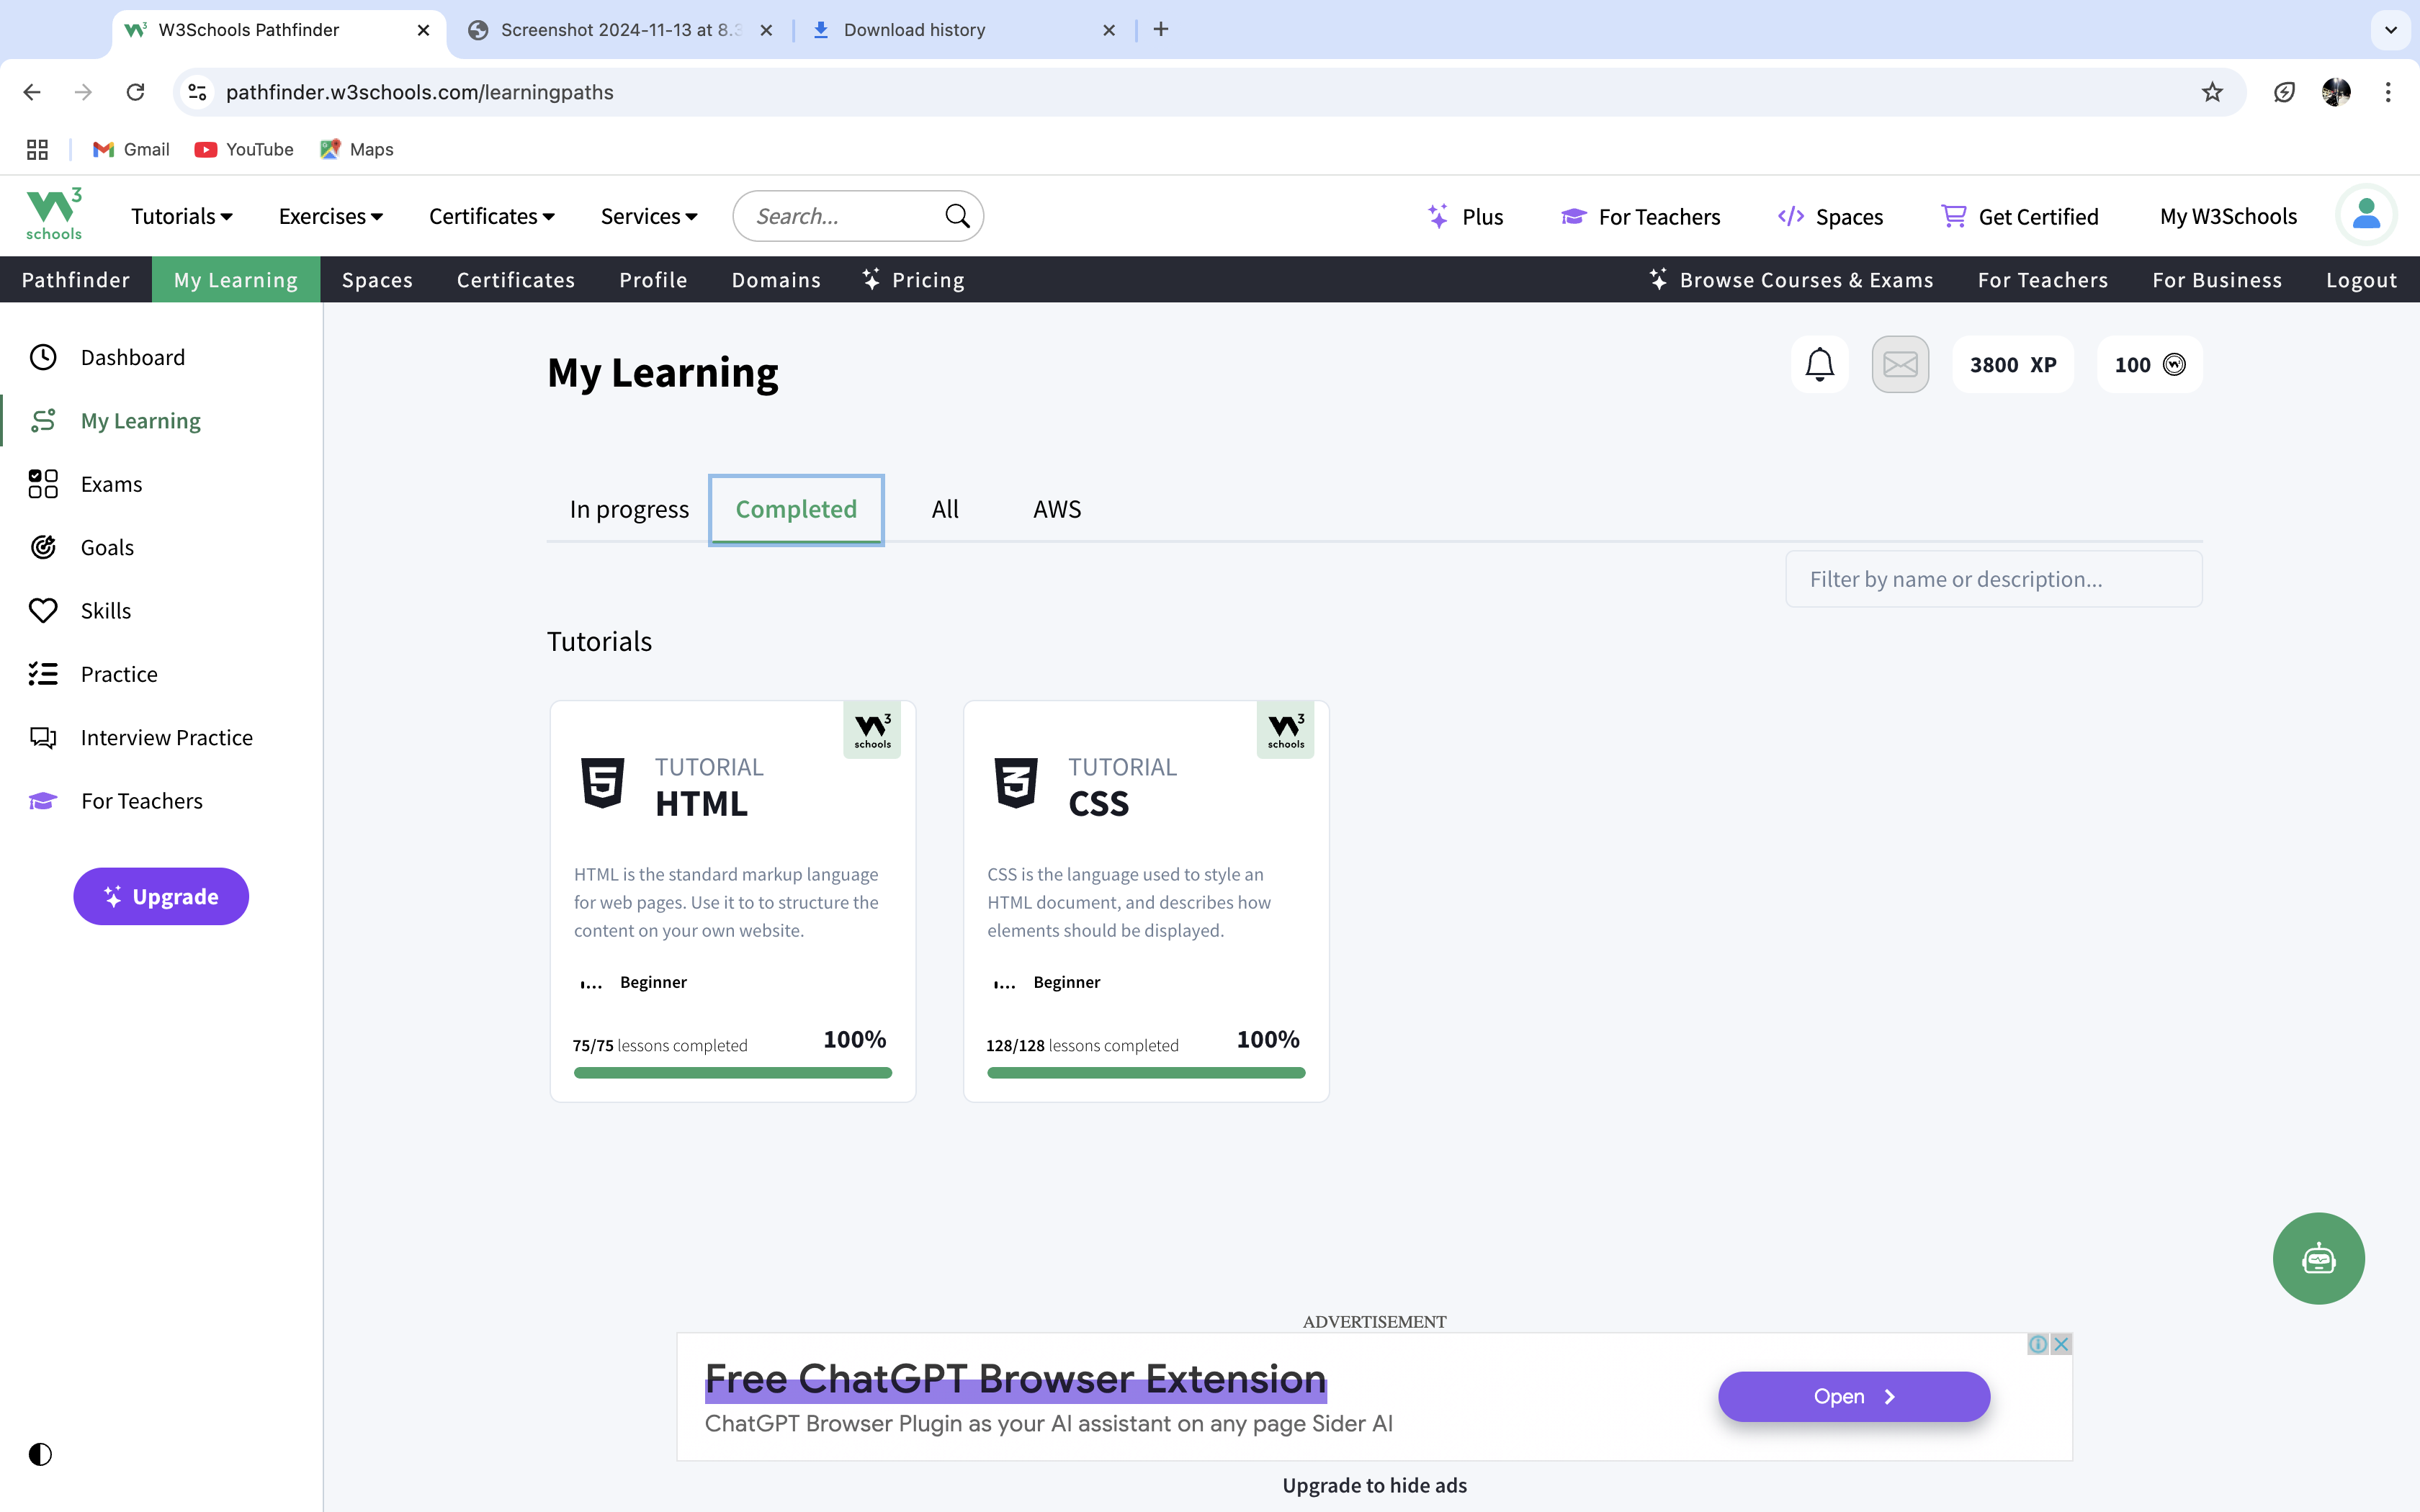 W3Schools Pathfinder
Screenshot 2024-11-13 at 8.3
Download history
pathfinder.w3schools.com/learningpaths
Gmail
YouTube
Maps
3
schools
Tutorials
Exercises
Certificates
Services
Search...
Plus
For Teachers
Spaces
Get Certified
My W3Schools
Pathfinder
My Learning
Spaces
Certificates
Profile
Domains
Pricing
Browse Courses & Exams
For Teachers
For Business
Logout
Dashboard
My Learning
Exams
Goals
Skills
Practice
Interview Practice
For Teachers
Upgrade
My Learning
3800 XP
100
In progress
Completed
All
AWS
Filter by name or description...
Tutorials
W3
schools
TUTORIAL
HTML
HTML is the standard markup language
for web pages. Use it to to structure the
content on your own website.
Beginner
75/75 lessons completed
100%
W3
schools
TUTORIAL
CSS
CSS is the language used to style an
HTML document, and describes how
elements should be displayed.
Beginner
128/128 lessons completed
100%
ADVERTISEMENT
Free ChatGPT Browser Extension
ChatGPT Browser Plugin as your AI assistant on any page Sider AI
Open
Upgrade to hide ads